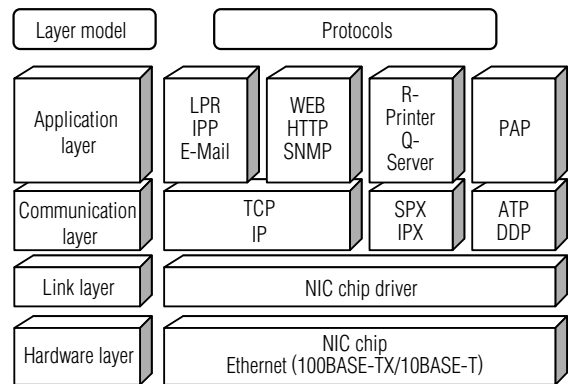 Layer model
Protocols
Application
layer
LPR
IPP
E-Mail
WEB
HTTP
SNMP
R-
Printer
Q-
Server
PAP
Communication
layer
TCP
IP
SPX
IPX
ATP
DDP
Link layer
NIC chip driver
Hardware layer
NIC chip
Ethernet (100BASE-TX/10BASE-T)